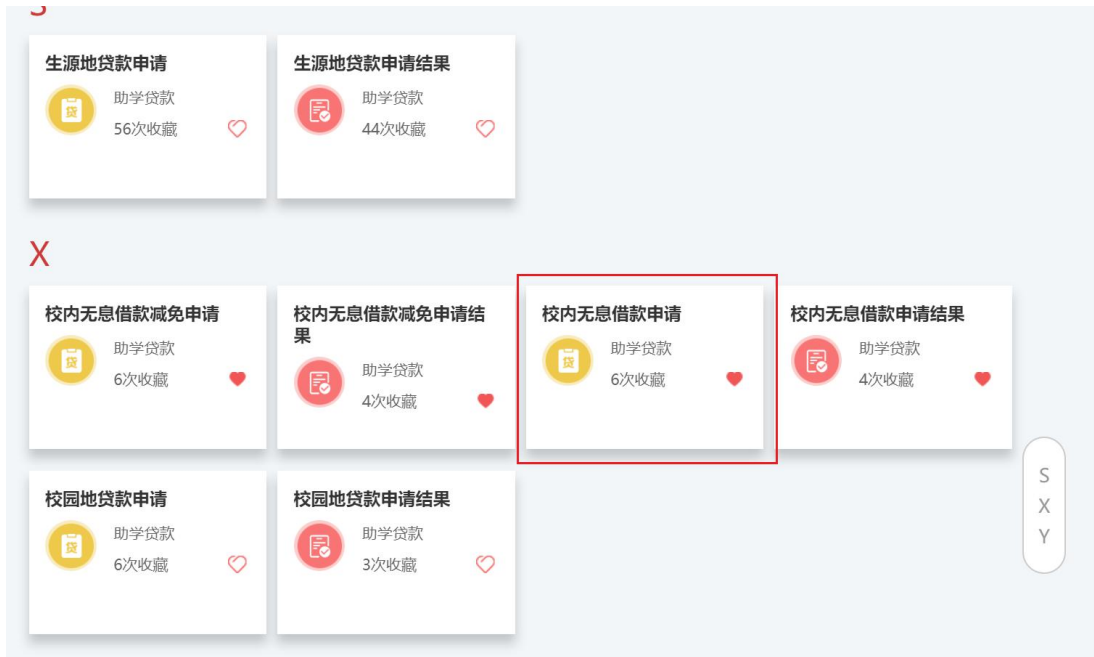 S
生源地贷款申请
助学贷款
56次收藏
生源地贷款申请结果
助学贷款
44次收藏
X
校内无息借款减免申请
助学贷款
6次收藏
校内无息借款减免申请结
果
助学贷款
4次收藏
校内无息借款申请
助学贷款
6次收藏
校内无息借款申请结果
助学贷款
4次收藏
校园地贷款申请
助学贷款
6次收藏
校园地贷款申请结果
助学贷款
3次收藏
贷
贷
贷
贷
S
X
Y